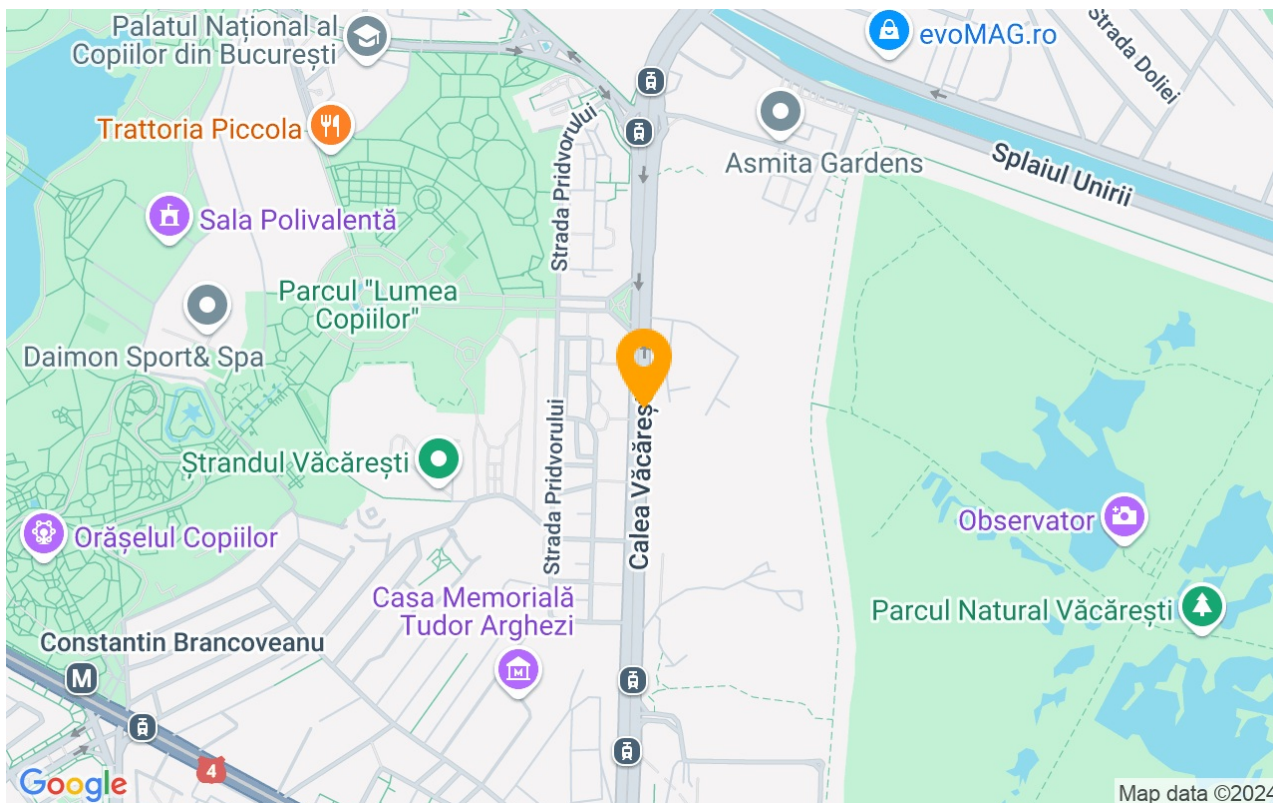 Palatul Național al
Copiilor din București
evoMAG.ro
Strada Doliei
Trattoria Piccola
Strada Pridvorului
Asmita Gardens
Splaiul Unirii
Sala Polivalentă
Parcul "Lumea
Copiilor"
Daimon Sport& Spa
Calea Văcărești
Strada Pridvorului
Ștrandul Văcărești
Orășelul Copiilor
Observator
Casa Memorială
Tudor Arghezi
Parcul Natural Văcărești
Constantin Brancoveanu
M
M
4
Google
Map data ©2024